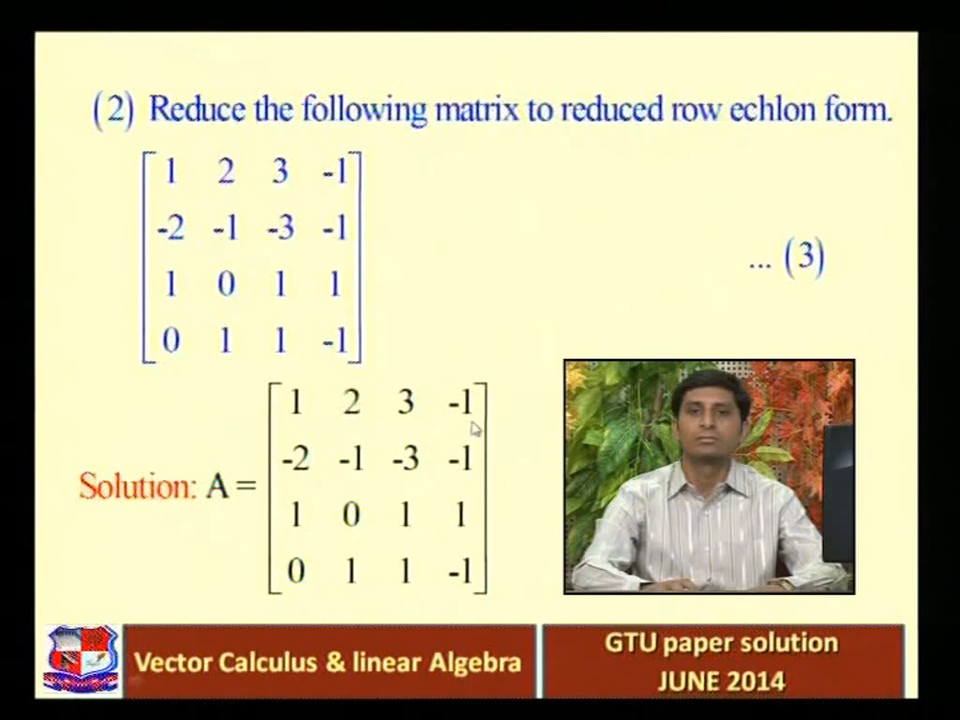 (2) Reduce the following matrix to reduced row echlon form.
1 2 3 -1
-2 -1 -3 -1
1 0 1 1
0 1 1 -1
... (3)
Solution: A =
1 2 3 -1
-2 -1 -3 -1
1 0 1 1
0 1 1 -1
Vector Calculus & linear Algebra
GTU paper solution
JUNE 2014